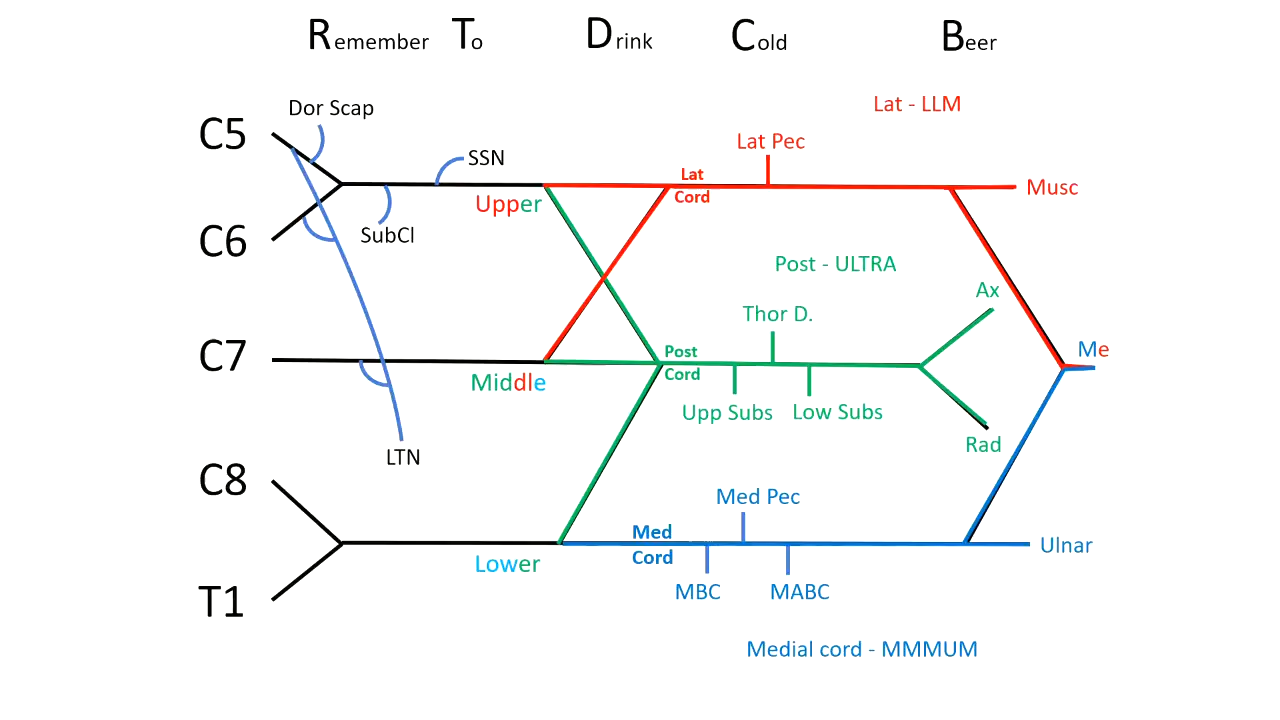 Remember To Drink Cold Beer
Lat - LLM
Dor Scap
C5
SSN
Lat Pec
Lat
Cord
Musc
Upper
C6
SubCl
Post - ULTRA
Ax
Thor D.
C7
Post
Cord
Me
Middle
Upp Subs
Low Subs
Rad
LTN
C8
Med Pec
Med
Cord
Ulnar
Lower
MBC
MABC
T1
Medial cord - MMMUM